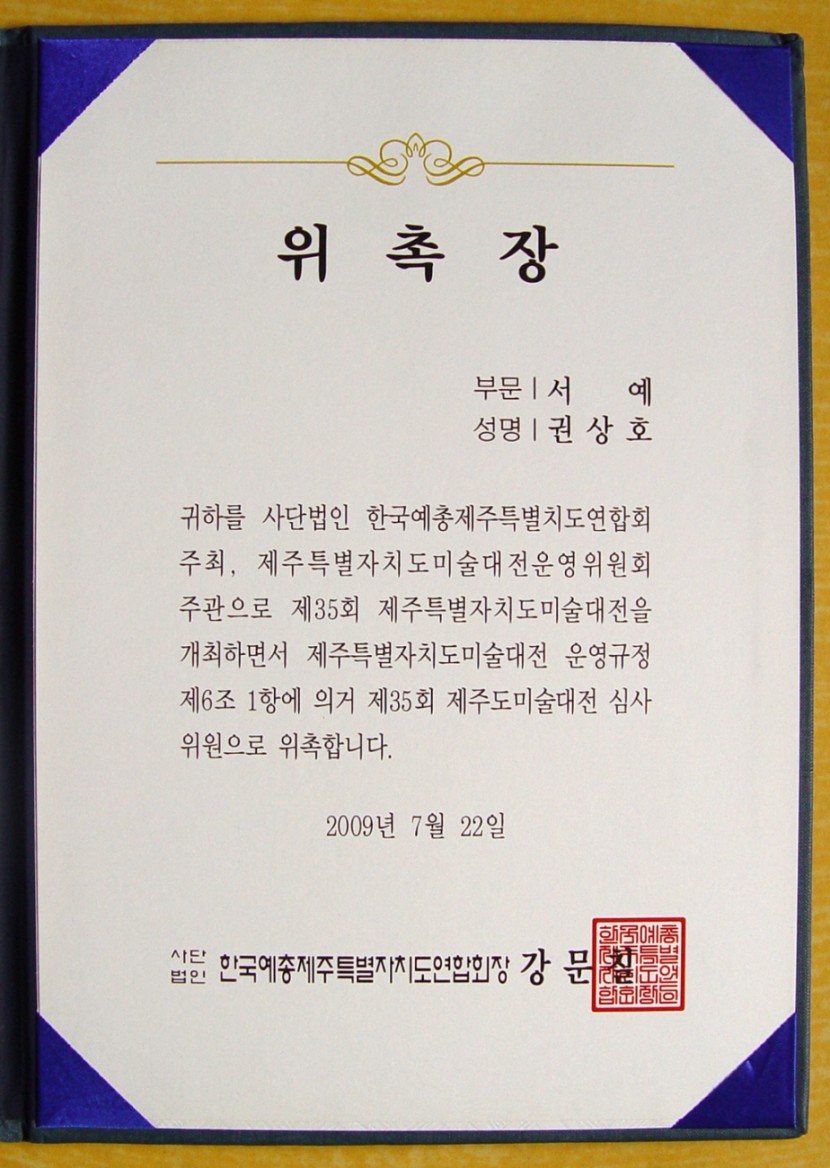 위 촉 장
부문 | 서 예
성명 | 권 상 호
귀하를 사단법인 한국예총제주특별치도연합회
주최, 제주특별자치도미술대전운영위원회
주관으로 제35회 제주특별자치도미술대전을
개최하면서 제주특별자치도미술대전 운영규정
제6조 1항에 의거 제35회 제주도미술대전 심사
위원으로 위촉합니다.
2009년 7월 22일
사단법인 한국예총제주특별자치도연합회장 강 문 칠